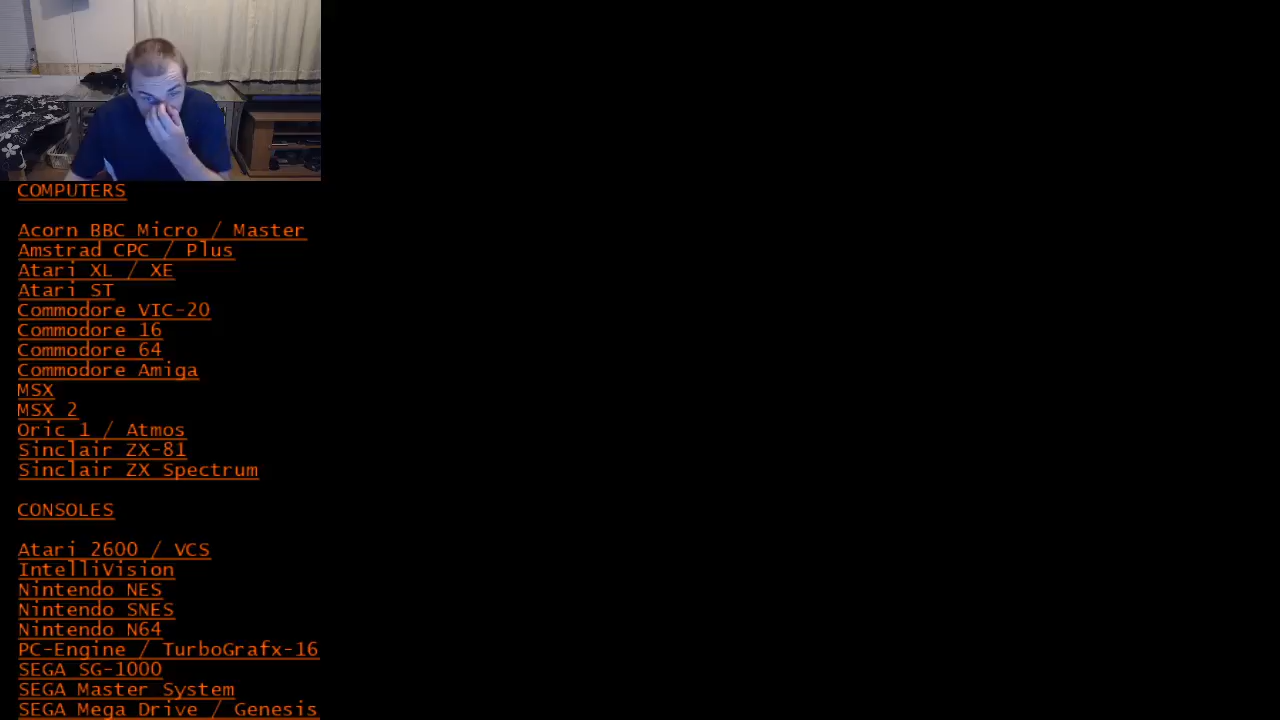 COMPUTERS
Acorn BBC Micro / Master
Amstrad CPC / Plus
Atari XL / XE
Atari ST
Commodore VIC-20
Commodore 16
Commodore 64
Commodore Amiga
MSX
MSX 2
Oric 1 / Atmos
Sinclair ZX-81
Sinclair ZX Spectrum
CONSOLES
Atari 2600 / VCS
IntelliVision
Nintendo NES
Nintendo SNES
Nintendo N64
PC-Engine / TurboGrafx-16
SEGA SG-1000
SEGA Master System
SEGA Mega Drive / Genesis